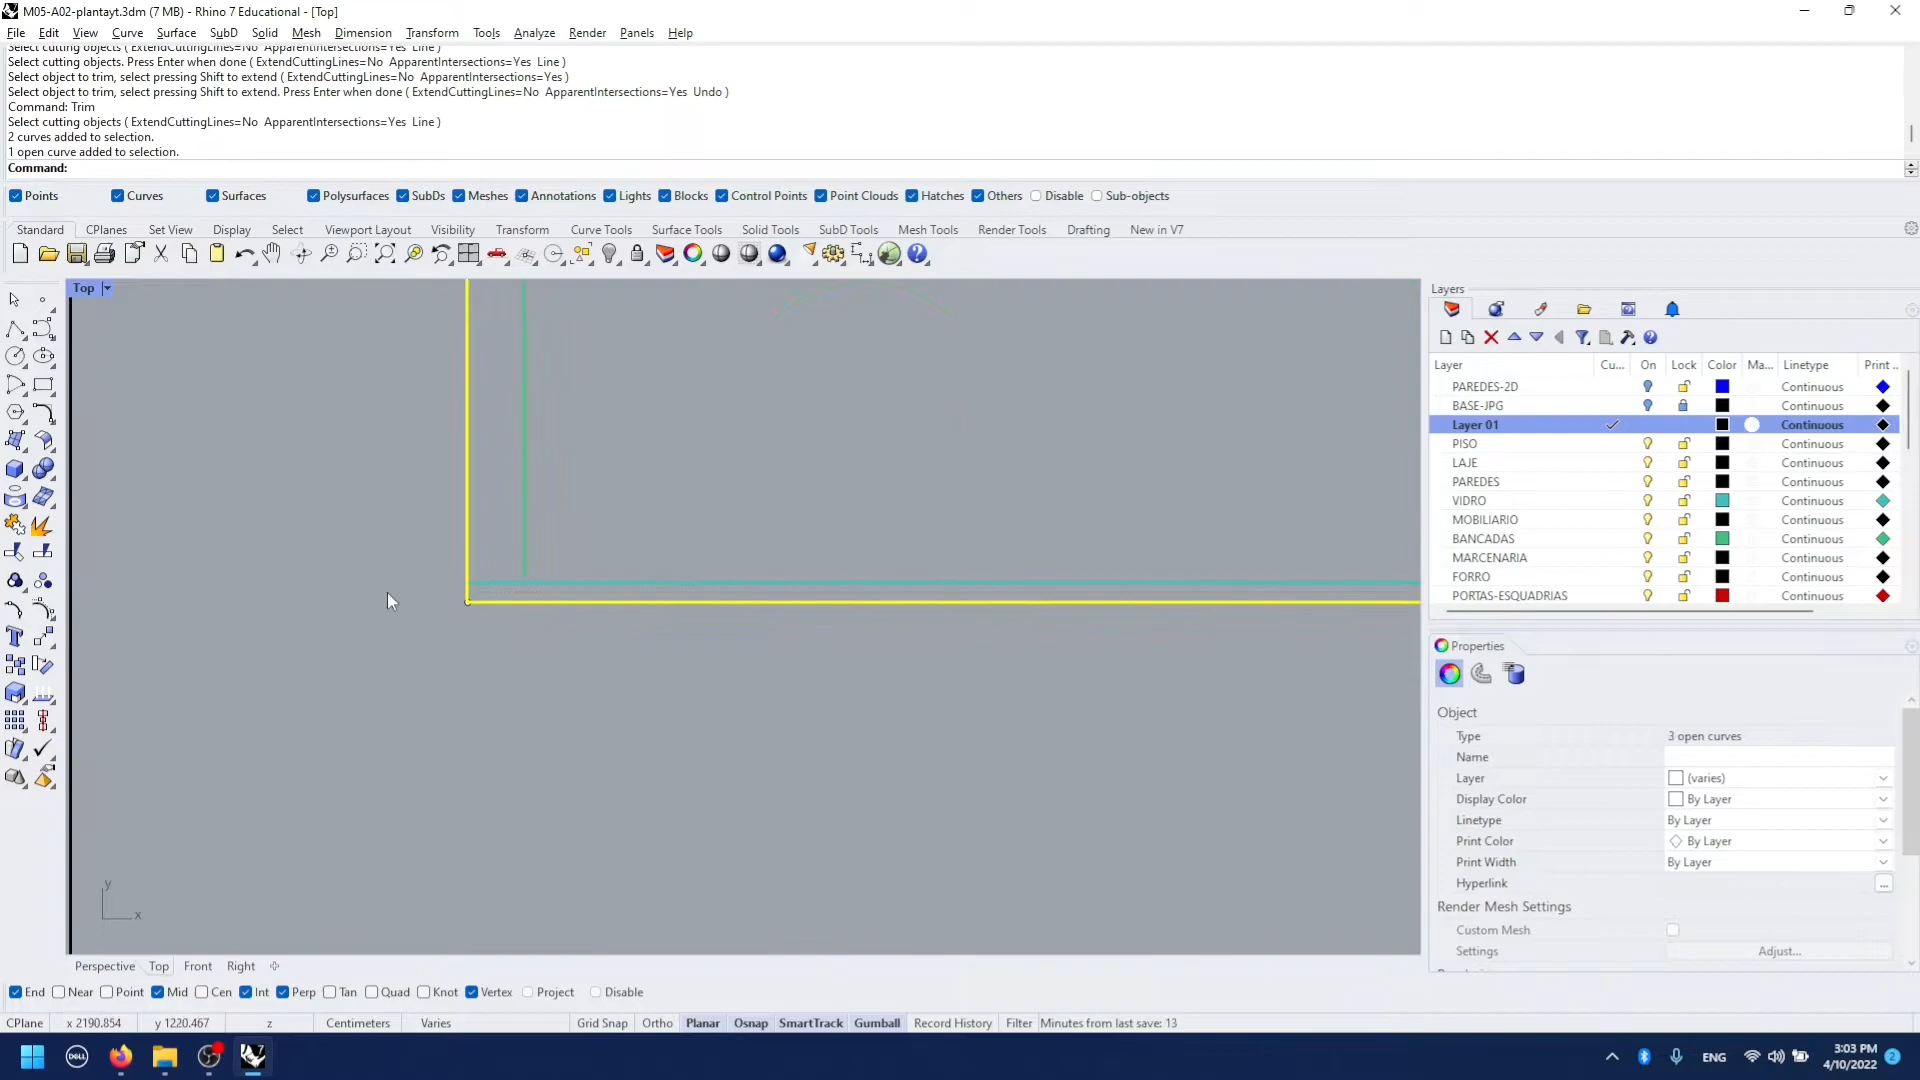 M05-A02-plantayt.3dm (7 MB) - Rhino 7 Educational - [Top]
File Edit View Curve Surface SubD Solid Mesh Dimension Transform Tools Analyze Render Panels Help
Select cutting objects ( ExtendCuttingLines=No ApparentIntersections=Yes Line )
Select cutting objects. Press Enter when done ( ExtendCuttingLines=No ApparentIntersections=Yes Line )
Select object to trim, select pressing Shift to extend ( ExtendCuttingLines=No ApparentIntersections=Yes )
Select object to trim, select pressing Shift to extend. Press Enter when done ( ExtendCuttingLines=No ApparentIntersections=Yes Undo )
Command: Trim
Select cutting objects ( ExtendCuttingLines=No ApparentIntersections=Yes Line )
2 curves added to selection.
1 open curve added to selection.
Command:
Points Curves Surfaces Polysurfaces SubDs Meshes Annotations Lights Blocks Control Points Point Clouds Hatches Others Disable Sub-objects
Standard CPlanes Set View Display Select Viewport Layout Visibility Transform Curve Tools Surface Tools Solid Tools SubD Tools Mesh Tools Render Tools Drafting New in V7
Top
Layers
Layer Cu... On Lock Color Ma... Linetype Print ..
PAREDES-2D Continuous
BASE-JPG Continuous
Layer 01 Continuous
PISO Continuous
LAJE Continuous
PAREDES Continuous
VIDRO Continuous
MOBILIARIO Continuous
BANCADAS Continuous
MARCENARIA Continuous
FORRO Continuous
PORTAS-ESQUADRIAS Continuous
Properties
Object
Type 3 open curves
Name
Layer (varies)
Display Color By Layer
Linetype By Layer
Print Color By Layer
Print Width By Layer
Hyperlink ...
Render Mesh Settings
Custom Mesh
Settings Adjust...
y
x
Perspective Top Front Right
End Near Point Mid Cen Int Perp Tan Quad Knot Vertex Project Disable
CPlane x 2190.854 y 1220.467 z Centimeters Varies Grid Snap Ortho Planar Osnap SmartTrack Gumball Record History Filter Minutes from last save: 13
DELL
ENG
3:03 PM
4/10/2022
2